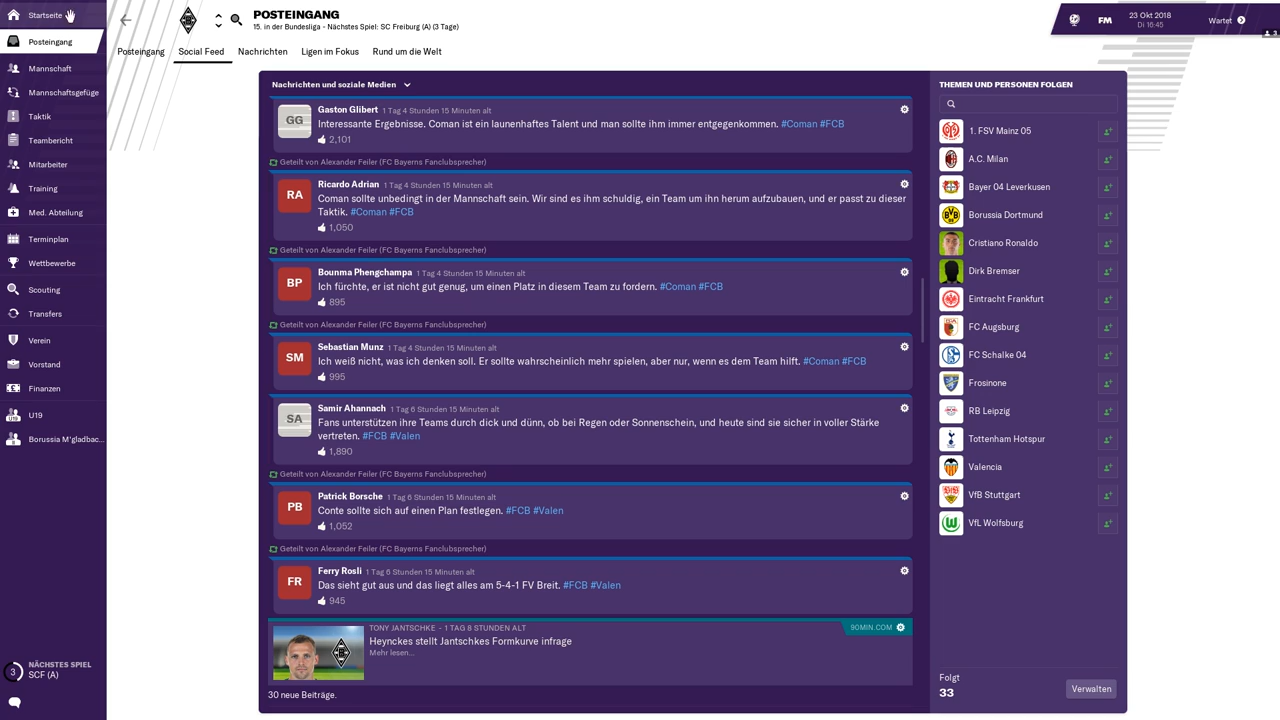 Startseite
Posteingang
Mannschaft
Mannschaftsgefüge
Taktik
Teambericht
Mitarbeiter
Training
Med. Abteilung
Terminplan
Wettbewerbe
Scouting
Transfers
Verein
Vorstand
Finanzen
U19
Borussia M'gladbac...
3
NÄCHSTES SPIEL
SCF (A)
POSTEINGANG
15. in der Bundesliga - Nächstes Spiel: SC Freiburg (A) (3 Tage)
FM
23 Okt 2018
Di 16:45
Wartet
3
Posteingang
Social Feed
Nachrichten
Ligen im Fokus
Rund um die Welt
Nachrichten und soziale Medien
GG
Gaston Glibert 1 Tag 4 Stunden 15 Minuten alt
Interessante Ergebnisse. Coman ist ein launenhaftes Talent und man sollte ihm immer entgegenkommen. #Coman #FCB
2,101
Geteilt von Alexander Feiler (FC Bayerns Fanclubsprecher)
RA
Ricardo Adrian 1 Tag 4 Stunden 15 Minuten alt
Coman sollte unbedingt in der Mannschaft sein. Wir sind es ihm schuldig, ein Team um ihn herum aufzubauen, und er passt zu dieser
Taktik. #Coman #FCB
1,050
Geteilt von Alexander Feiler (FC Bayerns Fanclubsprecher)
BP
Bounma Phengchampa 1 Tag 4 Stunden 15 Minuten alt
Ich fürchte, er ist nicht gut genug, um einen Platz in diesem Team zu fordern. #Coman #FCB
895
Geteilt von Alexander Feiler (FC Bayerns Fanclubsprecher)
SM
Sebastian Munz 1 Tag 4 Stunden 15 Minuten alt
Ich weiß nicht, was ich denken soll. Er sollte wahrscheinlich mehr spielen, aber nur, wenn es dem Team hilft. #Coman #FCB
995
SA
Samir Ahannach 1 Tag 6 Stunden 15 Minuten alt
Fans unterstützen ihre Teams durch dick und dünn, ob bei Regen oder Sonnenschein, und heute sind sie sicher in voller Stärke
vertreten. #FCB #Valen
1,890
Geteilt von Alexander Feiler (FC Bayerns Fanclubsprecher)
PB
Patrick Borsche 1 Tag 6 Stunden 15 Minuten alt
Conte sollte sich auf einen Plan festlegen. #FCB #Valen
1,052
Geteilt von Alexander Feiler (FC Bayerns Fanclubsprecher)
FR
Ferry Rosli 1 Tag 6 Stunden 15 Minuten alt
Das sieht gut aus und das liegt alles am 5-4-1 FV Breit. #FCB #Valen
945
TONY JANTSCHKE - 1 TAG 8 STUNDEN ALT
90MIN.COM
Heynckes stellt Jantschkes Formkurve infrage
Mehr lesen...
30 neue Beiträge.
THEMEN UND PERSONEN FOLGEN
1. FSV Mainz 05
A.C. Milan
Bayer 04 Leverkusen
Borussia Dortmund
Cristiano Ronaldo
Dirk Bremser
Eintracht Frankfurt
FC Augsburg
FC Schalke 04
Frosinone
RB Leipzig
Tottenham Hotspur
Valencia
VfB Stuttgart
VfL Wolfsburg
Folgt
33
Verwalten